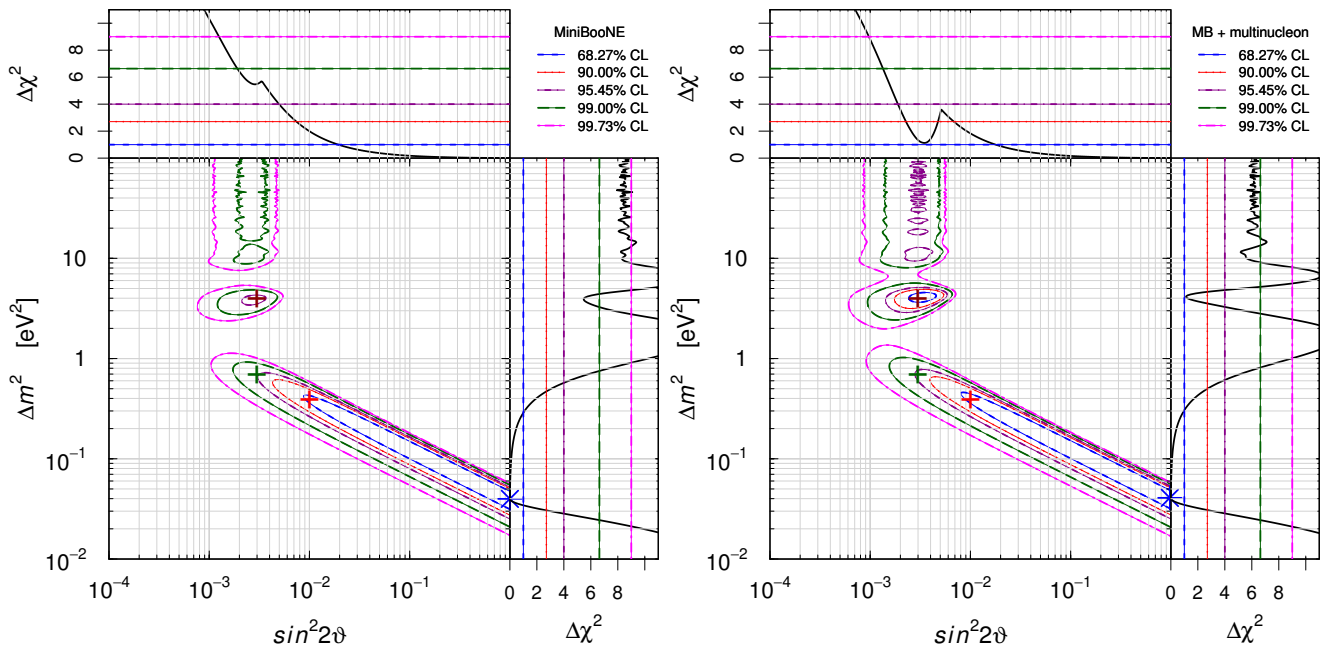 MiniBooNE
68.27% CL
90.00% CL
95.45% CL
99.00% CL
99.73% CL
Δχ²
8
6
4
2
0
Δm² [eV²]
10
1
10⁻¹
10⁻²
10⁻⁴ 10⁻³ 10⁻² 10⁻¹
0 2 4 6 8
sin²2ϑ
Δχ²
MB + multinucleon
68.27% CL
90.00% CL
95.45% CL
99.00% CL
99.73% CL
Δχ²
8
6
4
2
0
Δm² [eV²]
10
1
10⁻¹
10⁻²
10⁻⁴ 10⁻³ 10⁻² 10⁻¹
0 2 4 6 8
sin²2ϑ
Δχ²